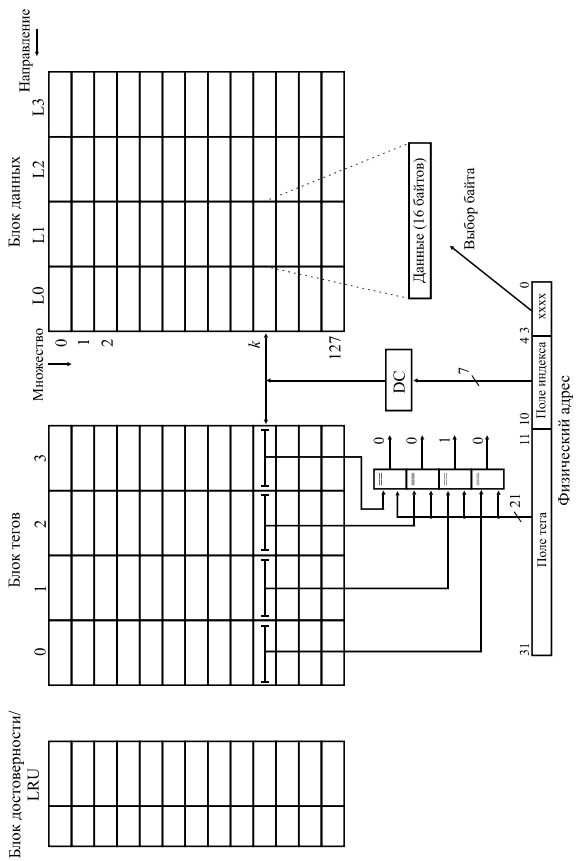 Блок достоверности/
LRU
Блок тетов
0
1
2
3
Множество
Блок данных
L0
L1
L2
L3
Направление
0
1
2
k
127
Данные (16 байтов)
DC
7
Выбор байта
==
==
==
==
0
0
1
0
21
31
11
10
4 3
0
Поле тега
Поле индекса
xxxx
Физический адрес